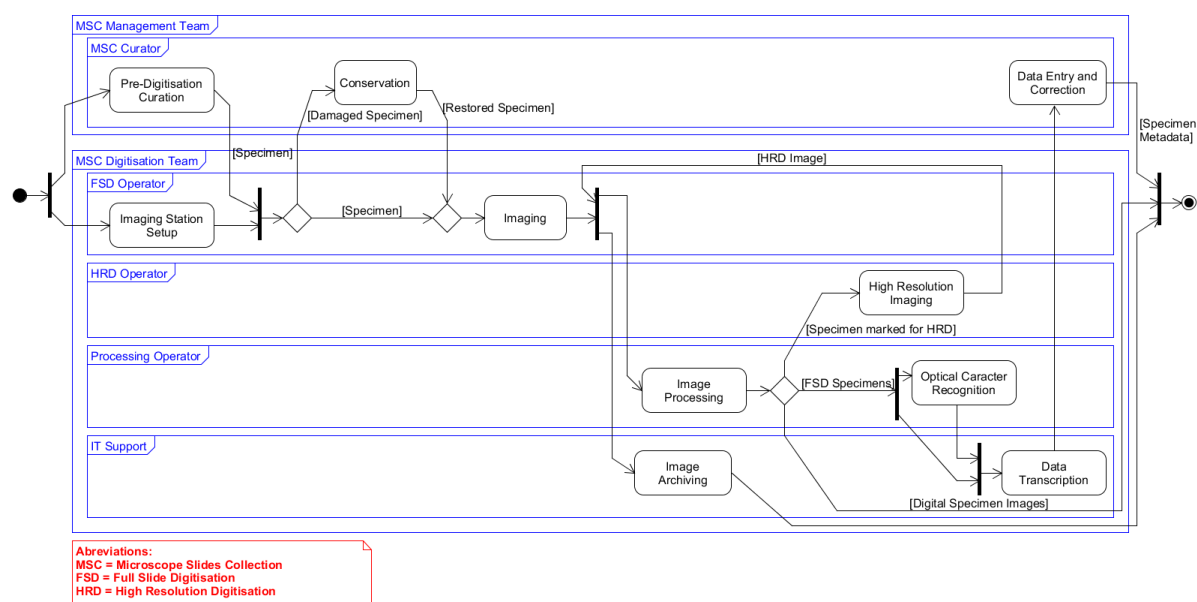 MSC Management Team
MSC Curator
Pre-Digitisation
Curation
Conservation
[Damaged Specimen]
[Restored Specimen]
Data Entry and
Correction
[Specimen
Metadata]
[Specimen]
MSC Digitisation Team
FSD Operator
Imaging Station
Setup
[Specimen]
Imaging
[HRD Image]
HRD Operator
High Resolution
Imaging
[Specimen marked for HRD]
Processing Operator
Image
Processing
[FSD Specimens]
Optical Caracter
Recognition
IT Support
Image
Archiving
Data
Transcription
[Digital Specimen Images]
Abreviations:
MSC = Microscope Slides Collection
FSD = Full Slide Digitisation
HRD = High Resolution Digitisation